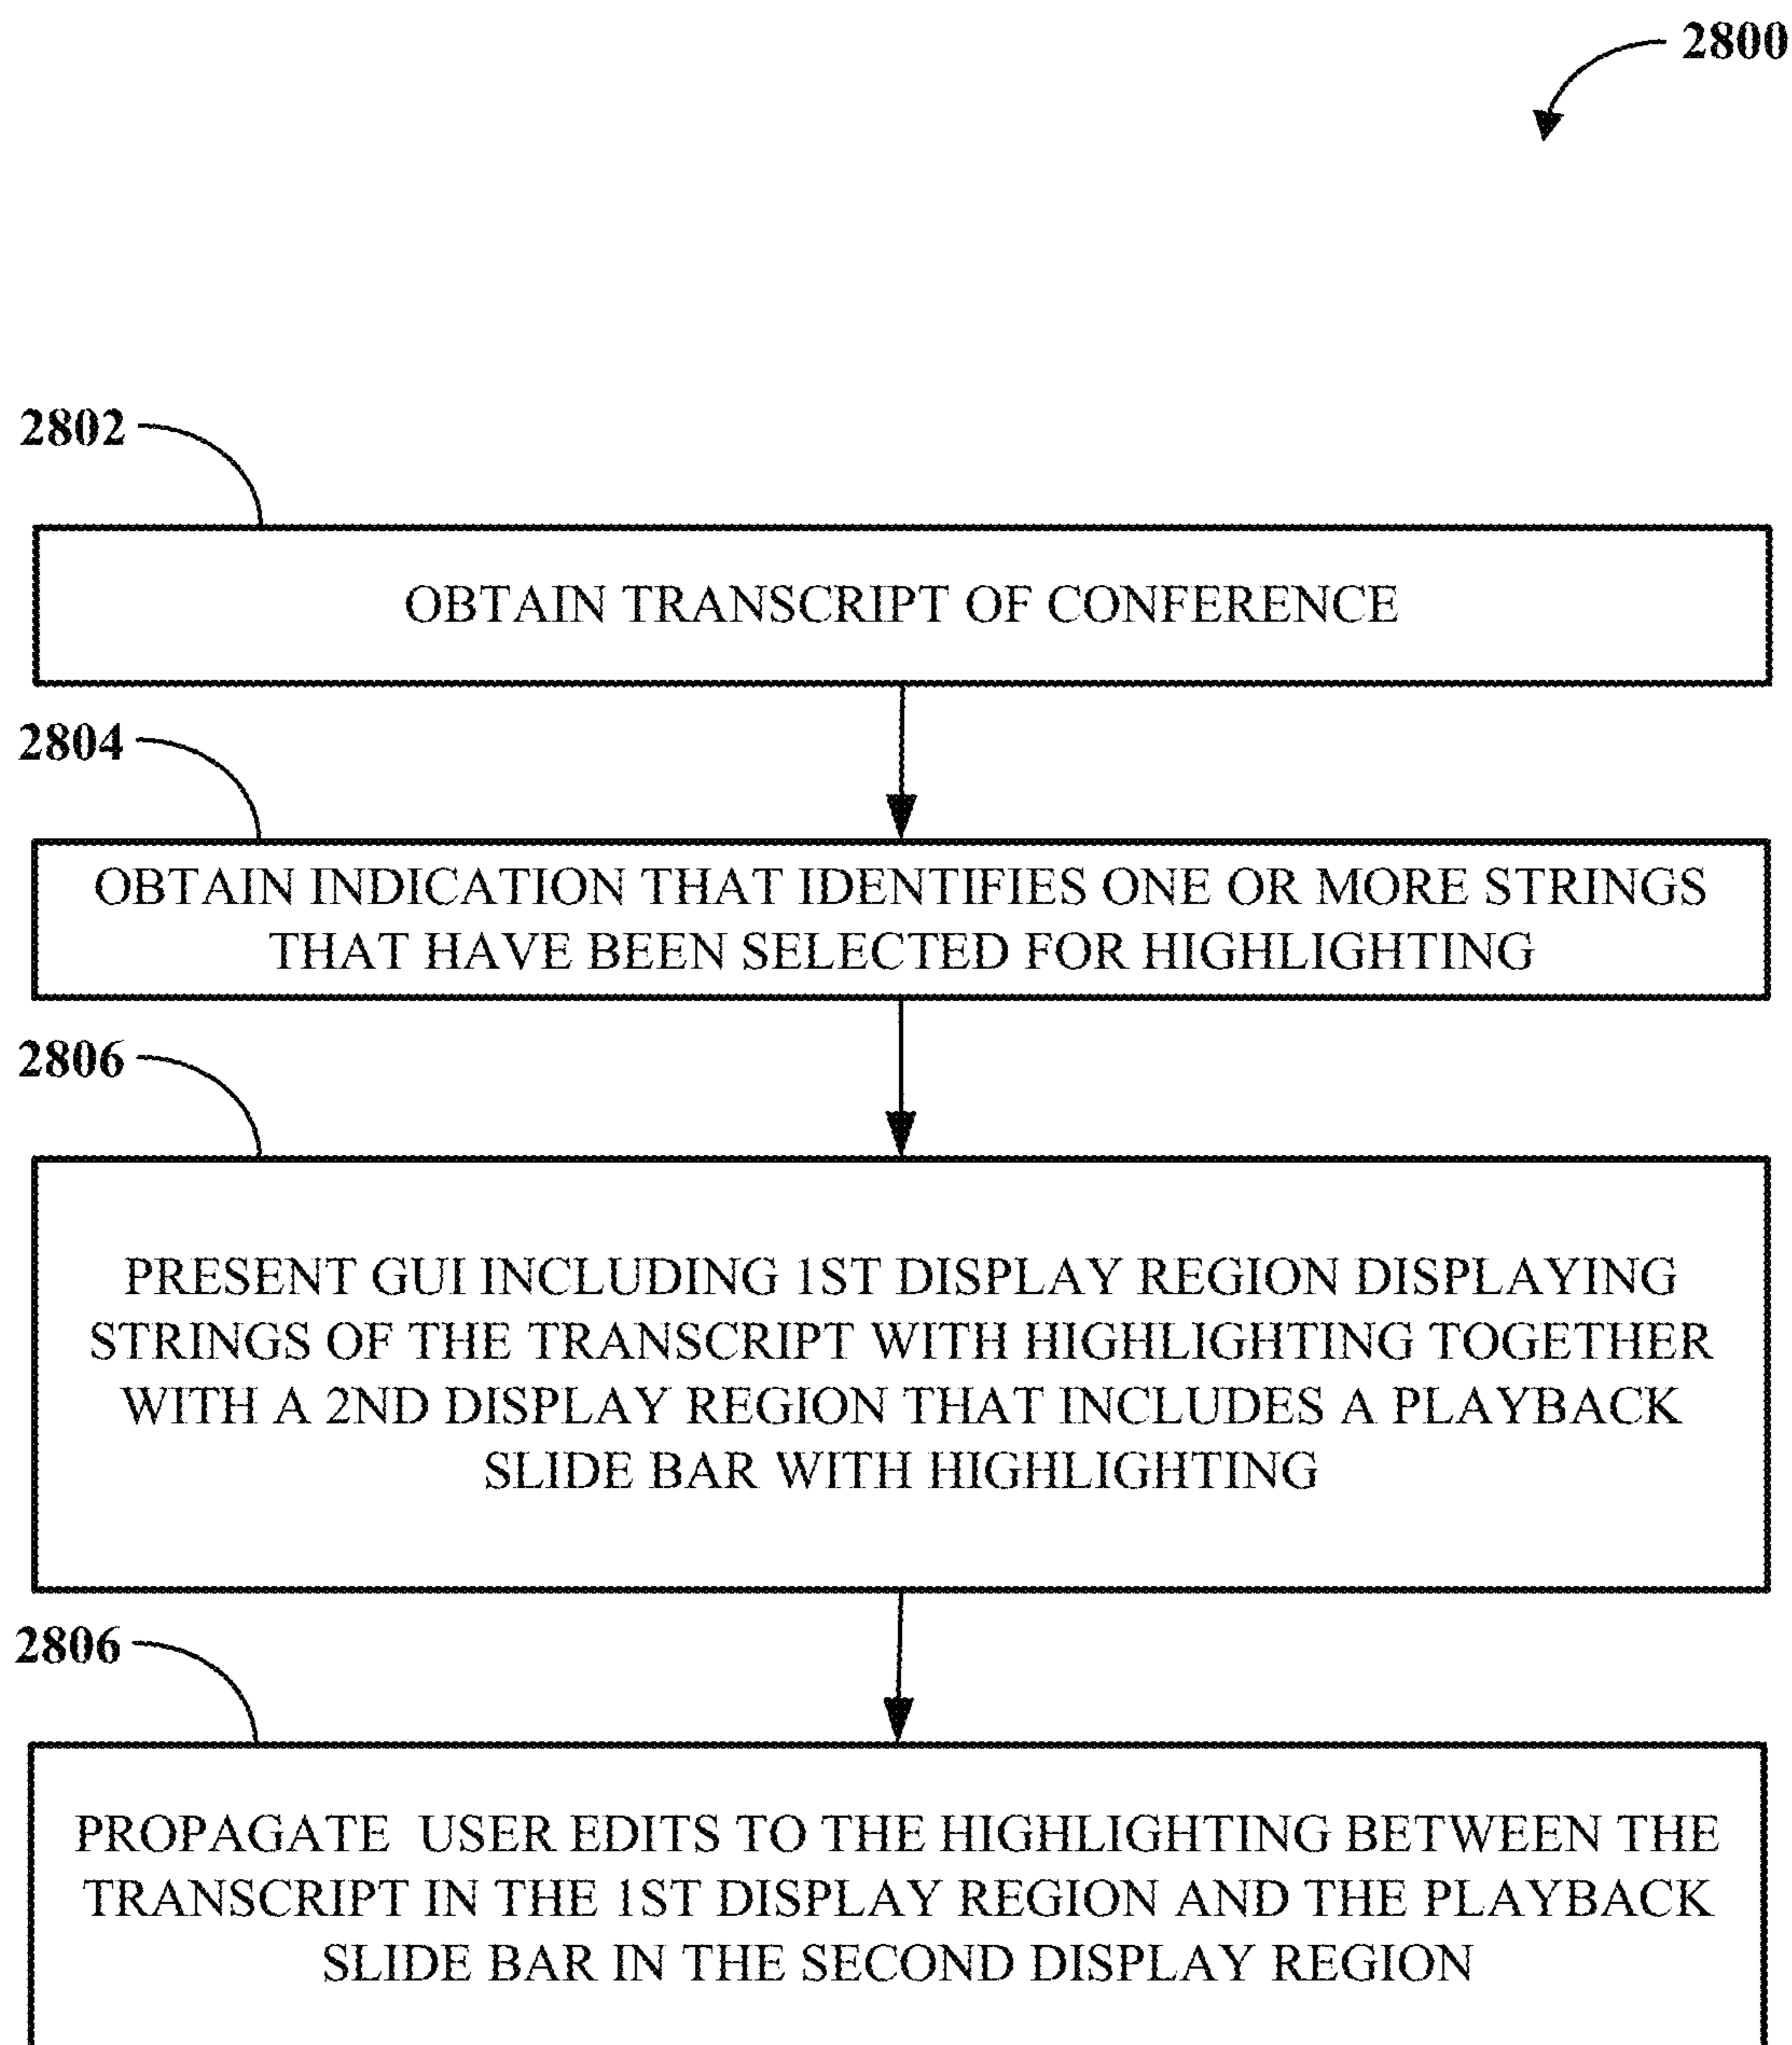 2800
2802
OBTAIN TRANSCRIPT OF CONFERENCE
2804
OBTAIN INDICATION THAT IDENTIFIES ONE OR MORE STRINGS
THAT HAVE BEEN SELECTED FOR HIGHLIGHTING
2806
PRESENT GUI INCLUDING 1ST DISPLAY REGION DISPLAYING
STRINGS OF THE TRANSCRIPT WITH HIGHLIGHTING TOGETHER
WITH A 2ND DISPLAY REGION THAT INCLUDES A PLAYBACK
SLIDE BAR WITH HIGHLIGHTING
2806
PROPAGATE USER EDITS TO THE HIGHLIGHTING BETWEEN THE
TRANSCRIPT IN THE 1ST DISPLAY REGION AND THE PLAYBACK
SLIDE BAR IN THE SECOND DISPLAY REGION